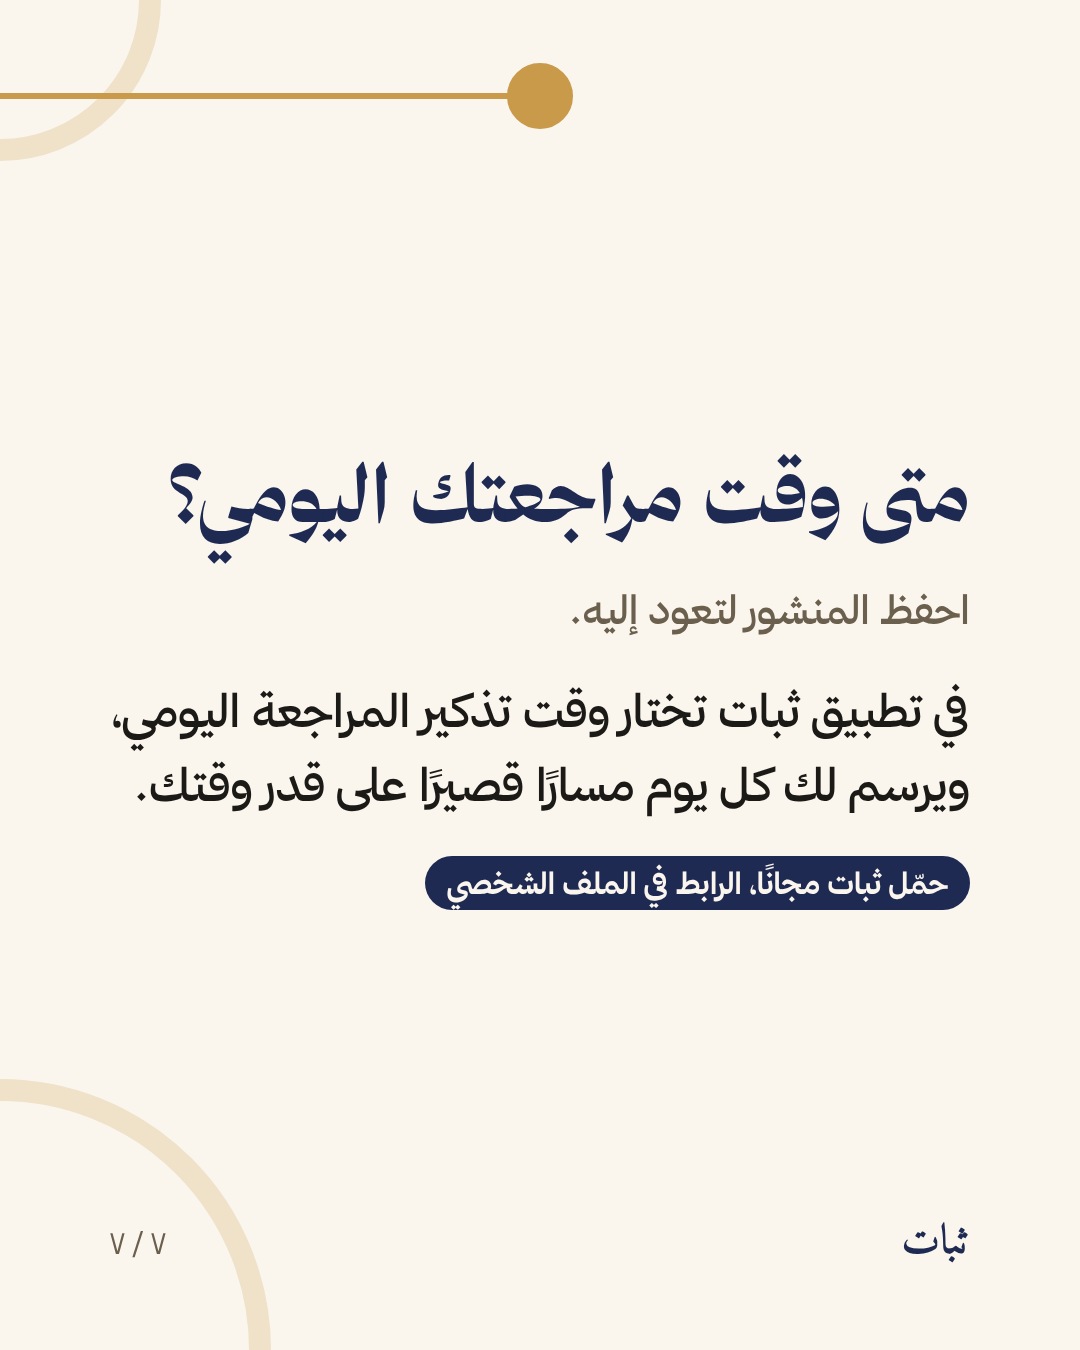 متى وقت مراجعتك اليومي؟
احفظ المنشور لتعود إليه.
في تطبيق ثبات تختار وقت تذكير المراجعة اليومي،
ويرسم لك كل يوم مسارًا قصيرًا على قدر وقتك.
حمّل ثبات مجانًا، الرابط في الملف الشخصي
ثبات
٧ / ٧